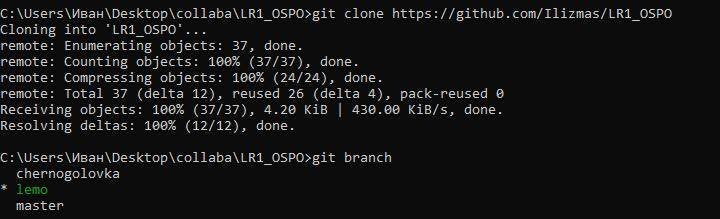 C:\Users\Иван\Desktop\collaba\LR1_OSPO>git clone https://github.com/Ilizmas/LR1_OSPO
Cloning into 'LR1_OSPO'...
remote: Enumerating objects: 37, done.
remote: Counting objects: 100% (37/37), done.
remote: Compressing objects: 100% (24/24), done.
remote: Total 37 (delta 12), reused 26 (delta 4), pack-reused 0
Receiving objects: 100% (37/37), 4.20 KiB | 430.00 KiB/s, done.
Resolving deltas: 100% (12/12), done.
C:\Users\Иван\Desktop\collaba\LR1_OSPO>git branch
chernogolovka
* lemo
master